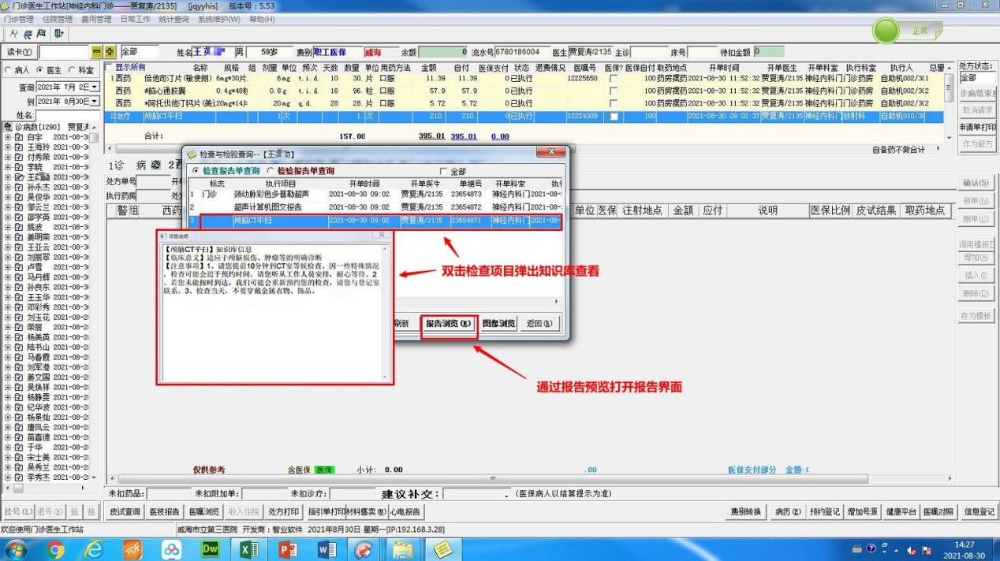 门诊医生工作站[神经内科门诊——贾复涛/2135] [jqyyhis] 版本号：5.53
门诊管理 住院管理 费用管理 日常工作 统计查询 系统维护(W) 帮助(H)
正常
读卡(Y) 全部 姓名 王 男 59岁 费别 职工医保 威海 余额 0 流水号 6780186004 医生 贾复涛/2135 主诊 床号 待扣金额 0
病人 医生 科室
查询 2021年 7月 2日
到 2021年 8月30日
姓名：
诊病数[1290] 贾复涛
显示所有 名称 规格 组 剂量 单位 频次 天数 数量 单位 用药方法 金额 自付 医保支付 状态 退费情况 医嘱号 医保? 医保自付 取药地点 开单时间 开单医生 开单科室 执行科室 执行人 总量
1 西药 倍他司汀片(敏使朗) 6mg*30片. 6 mg t.i.d. 10 30. 片 口服 11.39 11.39 0 已执行 12225650 100 药房摆药 2021-08-30 11:52:32 贾复涛/2135 神经内科门 门诊药房 自助机002/3(1
西药 #脑心通胶囊 0.4g*48粒 0.8 g t.i.d. 16 96. 粒 口服 57.9 57.9 0 已执行 100 药房摆药 2021-08-30 11:52:32 贾复涛/2135 神经内科门 门诊药房 自助机002/3(2
西药 *阿托伐他汀钙片(美达 20mg*14片 20 mg q.d. 28 28. 片 口服 5.72 5.72 0 已执行 100 药房摆药 2021-08-30 11:52:32 贾复涛/2135 神经内科门 门诊药房 自助机002/3(2
2 治疗 颅脑CT平扫 1 次 1. 次 210. 210. 0 已执行 12224009 100 2021-08-30 09:02:37 贾复涛/2135 神经内科门 放射科 自助机010/3(
合计： 157.00 395.01 395.01 0.00
自备药不做合计
处方状态：
全部
诊病结束
取消请求
申请单打印
作为新方
白宇 2021-08-3
王海玲 2021-08-3
付秀荣 2021-08-3
李晓 2021-08-3
王 2021-08-3
孙永杰 2021-08-3
吴俊华 2021-08-3
邹云兰 2021-08-3
邵学英 2021-08-3
姚波 2021-08-3
姜明荣 2021-08-3
王亚云 2021-08-3
刘丽翠 2021-08-3
卢雪 2021-08-3
马丹辉 2021-08-3
孙良东 2021-08-3
王玉华 2021-08-3
邓彩秀 2021-08-3
刘玉花 2021-08-2
荣丽 2021-08-2
杨美英 2021-08-2
陆书山 2021-08-2
马春霞 2021-08-2
刘军港 2021-08-2
姜文国 2021-08-2
吴焕祥 2021-08-2
杨静雯 2021-08-2
纪华波 2021-08-2
杨景灿 2021-08-2
唐凤云 2021-08-2
苗喜德 2021-08-2
于华 2021-08-2
宋士美 2021-08-2
吴秀兰 2021-08-2
李秀杰 2021-08-2
1诊 病 2西
处方单号 开
执行药房 处
警 组 西药 单位 医保 注射地点 金额 应付 说明 医保比例 皮试结果 取药地点
确认(S)
新单(N)
删单(C)
调用模板
增加(A)
插入(I)
删除(D)
存为模板
检查与检验查询--【王 】
检查报告单查询 检验报告单查询 全部
标志 执行项目 开单时间 开单医生 单据号 开单科室 执
1 门诊 颈动脉彩色多普勒超声 2021-08-30 09:02 贾复涛/2135 23654873 神经内科门 2021-08-
2 超声计算机图文报告 2021-08-30 09:02 贾复涛/2135 23654872 神经内科门 2021-08-
3 颅脑CT平扫 2021-08-30 09:02 贾复涛/2135 23654871 神经内科门 2021-08-
刷新 报告浏览(R) 图像浏览 返回(B)
项目说明
【颅脑CT平扫】知识库信息
【临床意义】适应于颅脑损伤、肿瘤等的明确诊断
【注意事项】1、请您提前10分钟到CT室等候检查。因一些特殊情况
，检查可能会迟于预约时间，请您听从工作人员安排，耐心等待。2
、若您未能按时到达，我们可能会重新预约您的检查，请您与登记室
联系。3、检查当天，不要穿戴金属衣物、饰品。
双击检查项目弹出知识库查看
通过报告预览打开报告界面
仅供参考 含医保 医保 小计： 0.00 .00 医保支付部分 金额:(
未扣药品： 未扣附加单： 未扣诊疗： 建议补交： . (医保病人以结算提示为准)
挂号(L) 退号(B) 诊 接 皮试查询 医技报告 医嘱浏览 收入住院 处方打印 指引单打印 材料售卖(M) 心电报告 费别转换 病历(Z) 预约登记 增加号源 健康平台 医嘱对照 信息登记
欢迎使用门诊医生工作站 威海市立第三医院 开发商：智业软件 2021年8月30日 星期一[IP:192.168.3.28]
14:27
2021-08-30